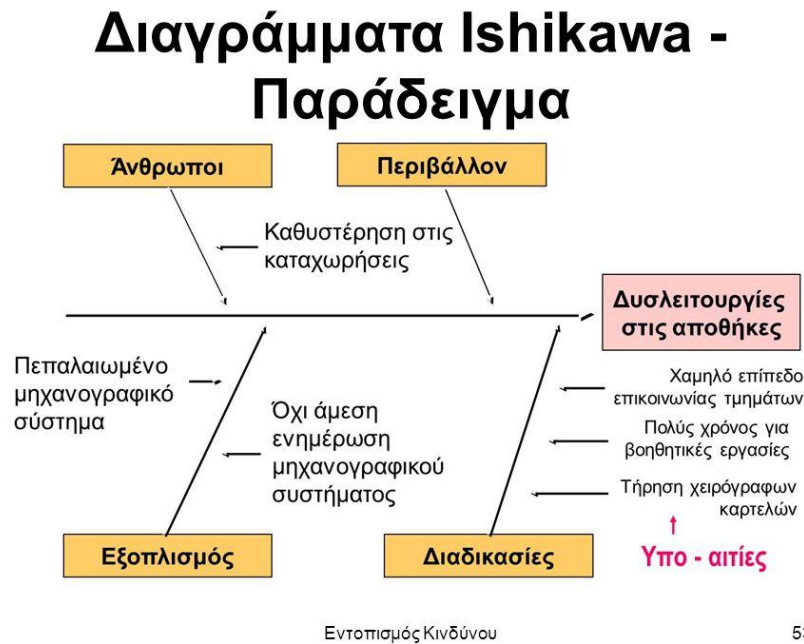 Διαγράμματα Ishikawa -
Παράδειγμα
Άνθρωποι
Περιβάλλον
Καθυστέρηση στις
καταχωρήσεις
Δυσλειτουργίες
στις αποθήκες
Πεπαλαιωμένο
μηχανογραφικό
σύστημα
Όχι άμεση
ενημέρωση
μηχανογραφικού
συστήματος
Χαμηλό επίπεδο
επικοινωνίας τμημάτων
Πολύς χρόνος για
βοηθητικές εργασίες
Τήρηση χειρόγραφων
καρτελών
Εξοπλισμός
Διαδικασίες
Υπο - αιτίες
Εντοπισμός Κινδύνου